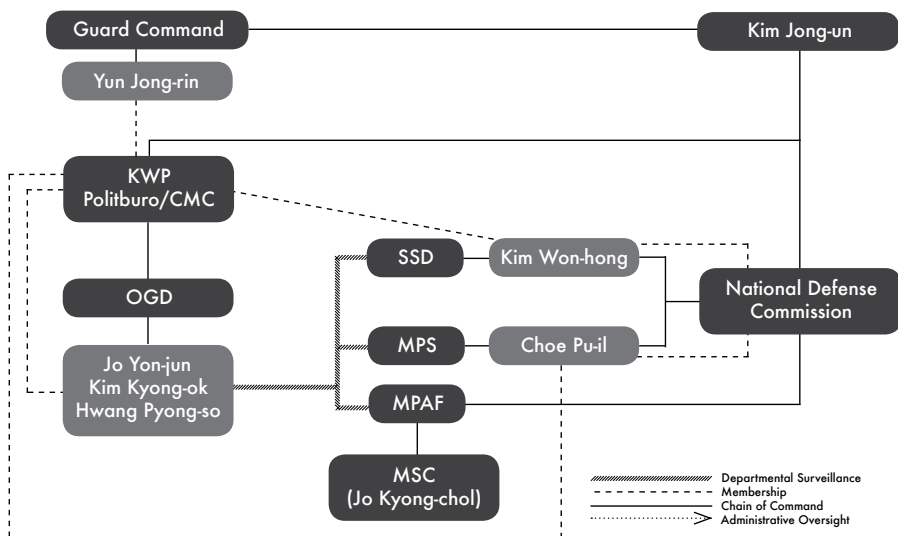 Guard Command
Kim Jong-un
Yun Jong-rin
KWP
Politburo/CMC
SSD
Kim Won-hong
National Defense
Commission
OGD
MPS
Choe Pu-il
Jo Yon-jun
Kim Kyong-ok
Hwang Pyong-so
MPAF
MSC
(Jo Kyong-chol)
Departmental Surveillance
Membership
Chain of Command
Administrative Oversight